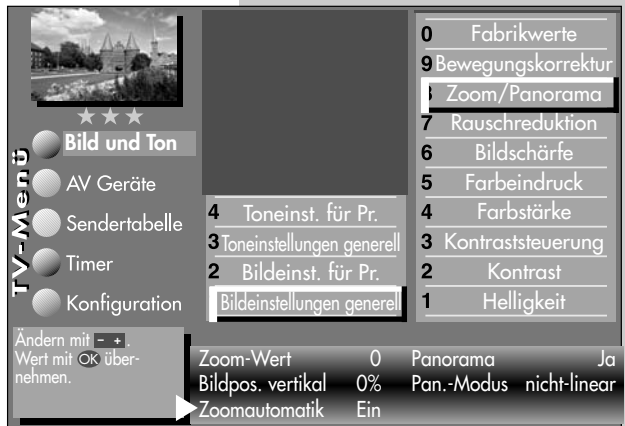 TV-Menü
Bild und Ton
AV Geräte
Sendertabelle
Timer
Konfiguration
4 Toneinst. für Pr.
3 Toneinstellungen generell
2 Bildeinst. für Pr.
Bildeinstellungen generell
0 Fabrikwerte
9 Bewegungskorrektur
8 Zoom/Panorama
7 Rauschreduktion
6 Bildschärfe
5 Farbeindruck
4 Farbstärke
3 Kontraststeuerung
2 Kontrast
1 Helligkeit
Ändern mit - + .
Wert mit OK über-
nehmen.
Zoom-Wert 0 Panorama Ja
Bildpos. vertikal 0% Pan.-Modus nicht-linear
Zoomautomatik Ein